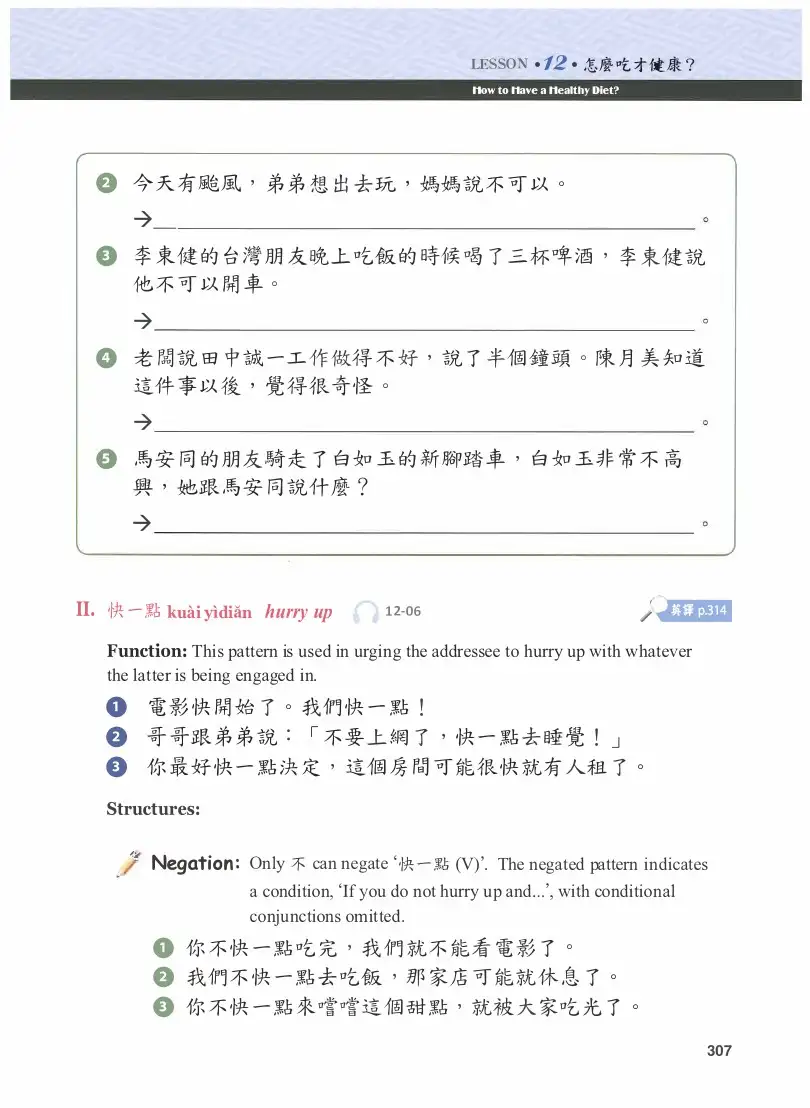 LESSON • 12 • 怎麼吃才健康？
How to Have a Healthy Diet?
2 今天有颱風，弟弟想出去玩，媽媽說不可以。
→＿＿＿＿＿＿＿＿＿＿＿＿＿＿＿＿。
3 李東健的台灣朋友晚上吃飯的時候喝了三杯啤酒，李東健說
他不可以開車。
→＿＿＿＿＿＿＿＿＿＿＿＿＿＿＿＿。
4 老闆說田中誠一工作做得不好，說了半個鐘頭。陳月美知道
這件事以後，覺得很奇怪。
→＿＿＿＿＿＿＿＿＿＿＿＿＿＿＿＿。
5 馬安同的朋友騎走了白如玉的新腳踏車，白如玉非常不高
興，她跟馬安同說什麼？
→＿＿＿＿＿＿＿＿＿＿＿＿＿＿＿＿。
II. 快一點 kuài yìdiǎn hurry up 12-06 英譯 p.314
Function: This pattern is used in urging the addressee to hurry up with whatever
the latter is being engaged in.
1 電影快開始了。我們快一點！
2 哥哥跟弟弟說：「不要上網了，快一點去睡覺！」
3 你最好快一點決定，這個房間可能很快就有人租了。
Structures:
Negation: Only 不 can negate ‘快一點 (V)’. The negated pattern indicates
a condition, ‘If you do not hurry up and...’, with conditional
conjunctions omitted.
1 你不快一點吃完，我們就不能看電影了。
2 我們不快一點去吃飯，那家店可能就休息了。
3 你不快一點來嚐嚐這個甜點，就被大家吃光了。
307